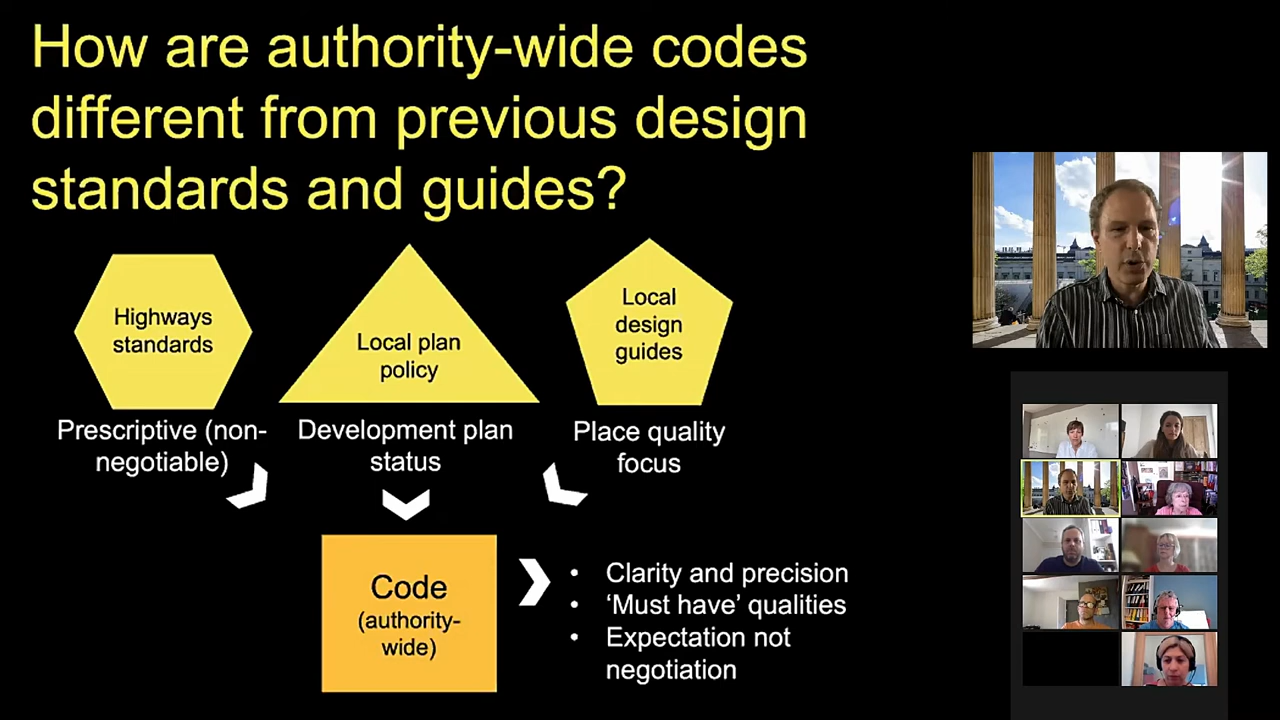 How are authority-wide codes
different from previous design
standards and guides?
Highways
standards
Local plan
policy
Local
design
guides
Prescriptive (non-
negotiable)
Development plan
status
Place quality
focus
Code
(authority-
wide)
• Clarity and precision
• ‘Must have’ qualities
• Expectation not
negotiation